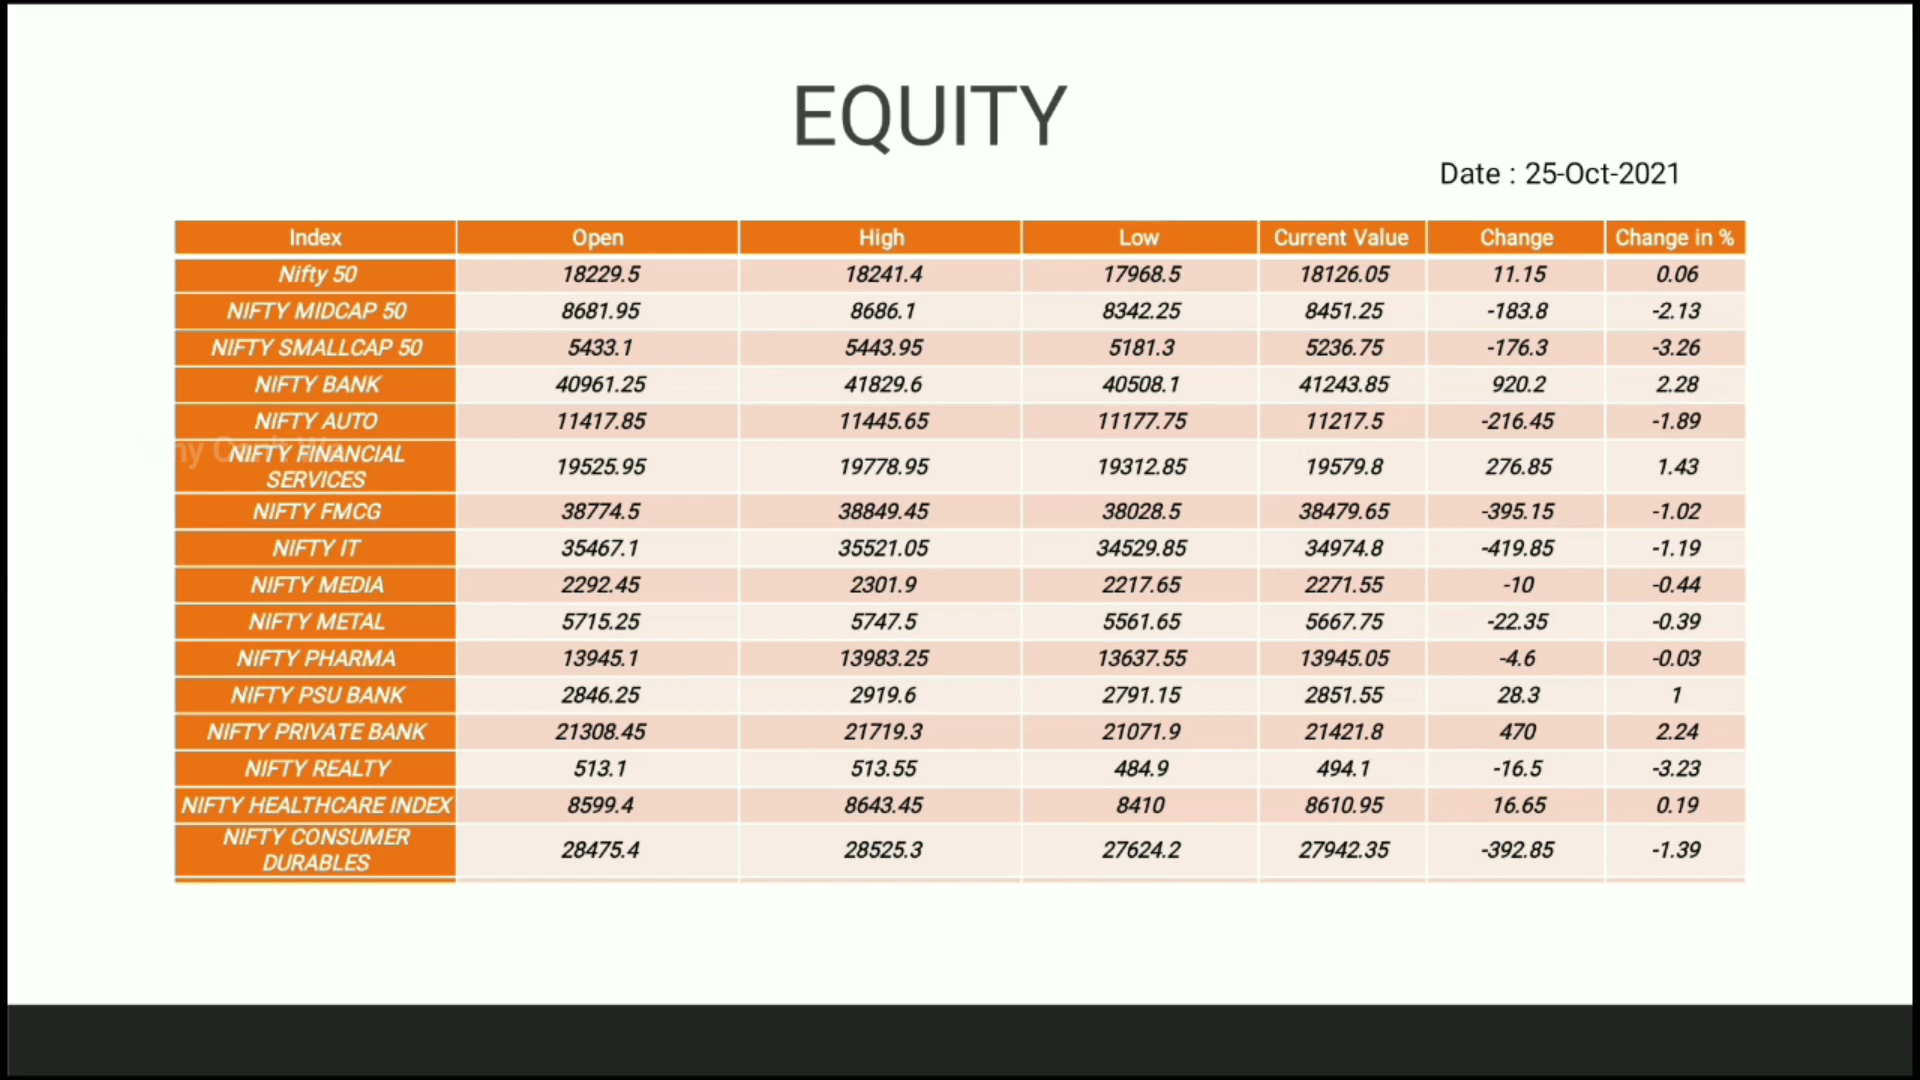 EQUITY
Date : 25-Oct-2021
Index Open High Low Current Value Change Change in %
Nifty 50 18229.5 18241.4 17968.5 18126.05 11.15 0.06
NIFTY MIDCAP 50 8681.95 8686.1 8342.25 8451.25 -183.8 -2.13
NIFTY SMALLCAP 50 5433.1 5443.95 5181.3 5236.75 -176.3 -3.26
NIFTY BANK 40961.25 41829.6 40508.1 41243.85 920.2 2.28
NIFTY AUTO 11417.85 11445.65 11177.75 11217.5 -216.45 -1.89
NIFTY FINANCIAL
SERVICES 19525.95 19778.95 19312.85 19579.8 276.85 1.43
NIFTY FMCG 38774.5 38849.45 38028.5 38479.65 -395.15 -1.02
NIFTY IT 35467.1 35521.05 34529.85 34974.8 -419.85 -1.19
NIFTY MEDIA 2292.45 2301.9 2217.65 2271.55 -10 -0.44
NIFTY METAL 5715.25 5747.5 5561.65 5667.75 -22.35 -0.39
NIFTY PHARMA 13945.1 13983.25 13637.55 13945.05 -4.6 -0.03
NIFTY PSU BANK 2846.25 2919.6 2791.15 2851.55 28.3 1
NIFTY PRIVATE BANK 21308.45 21719.3 21071.9 21421.8 470 2.24
NIFTY REALTY 513.1 513.55 484.9 494.1 -16.5 -3.23
NIFTY HEALTHCARE INDEX 8599.4 8643.45 8410 8610.95 16.65 0.19
NIFTY CONSUMER
DURABLES 28475.4 28525.3 27624.2 27942.35 -392.85 -1.39